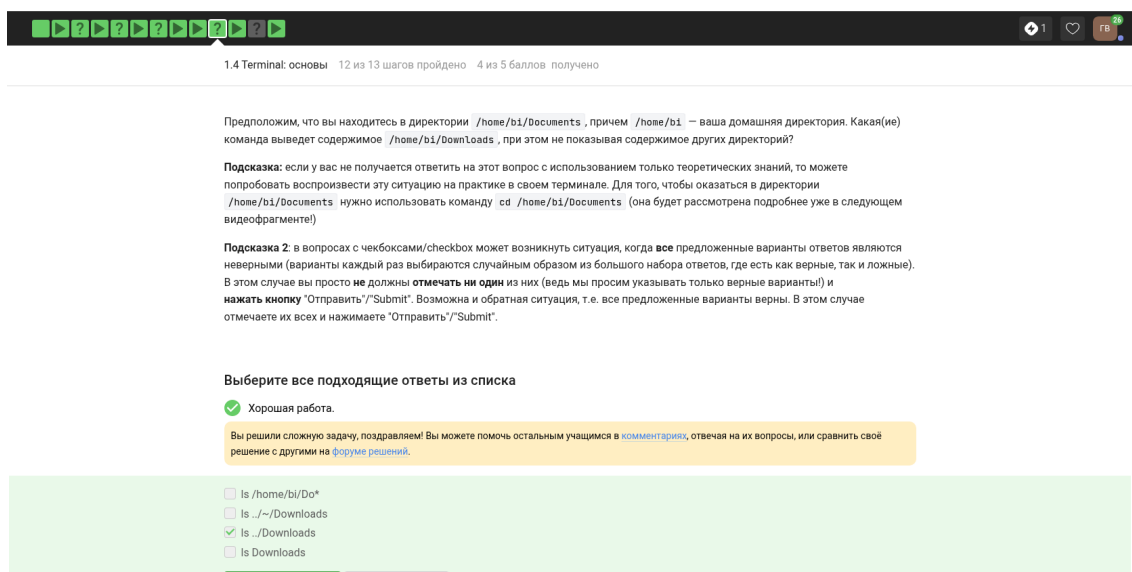 ? ? ? ? ?
1
26
ГВ
1.4 Terminal: основы 12 из 13 шагов пройдено 4 из 5 баллов получено
Предположим, что вы находитесь в директории /home/bi/Documents, причем /home/bi — ваша домашняя директория. Какая(ие)
команда выведет содержимое /home/bi/Downloads, при этом не показывая содержимое других директорий?
Подсказка: если у вас не получается ответить на этот вопрос с использованием только теоретических знаний, то можете
попробовать воспроизвести эту ситуацию на практике в своем терминале. Для того, чтобы оказаться в директории
/home/bi/Documents нужно использовать команду cd /home/bi/Documents (она будет рассмотрена подробнее уже в следующем
видеофрагменте!)
Подсказка 2: в вопросах с чекбоксами/checkbox может возникнуть ситуация, когда все предложенные варианты ответов являются
неверными (варианты каждый раз выбираются случайным образом из большого набора ответов, где есть как верные, так и ложные).
В этом случае вы просто не должны отмечать ни один из них (ведь мы просим указывать только верные варианты!) и
нажать кнопку "Отправить"/"Submit". Возможна и обратная ситуация, т.е. все предложенные варианты верны. В этом случае
отмечаете их всех и нажимаете "Отправить"/"Submit".
Выберите все подходящие ответы из списка
Хорошая работа.
Вы решили сложную задачу, поздравляем! Вы можете помочь остальным учащимся в комментариях, отвечая на их вопросы, или сравнить своё
решение с другими на форуме решений.
ls /home/bi/Do*
ls ../~/Downloads
ls ../Downloads
ls Downloads